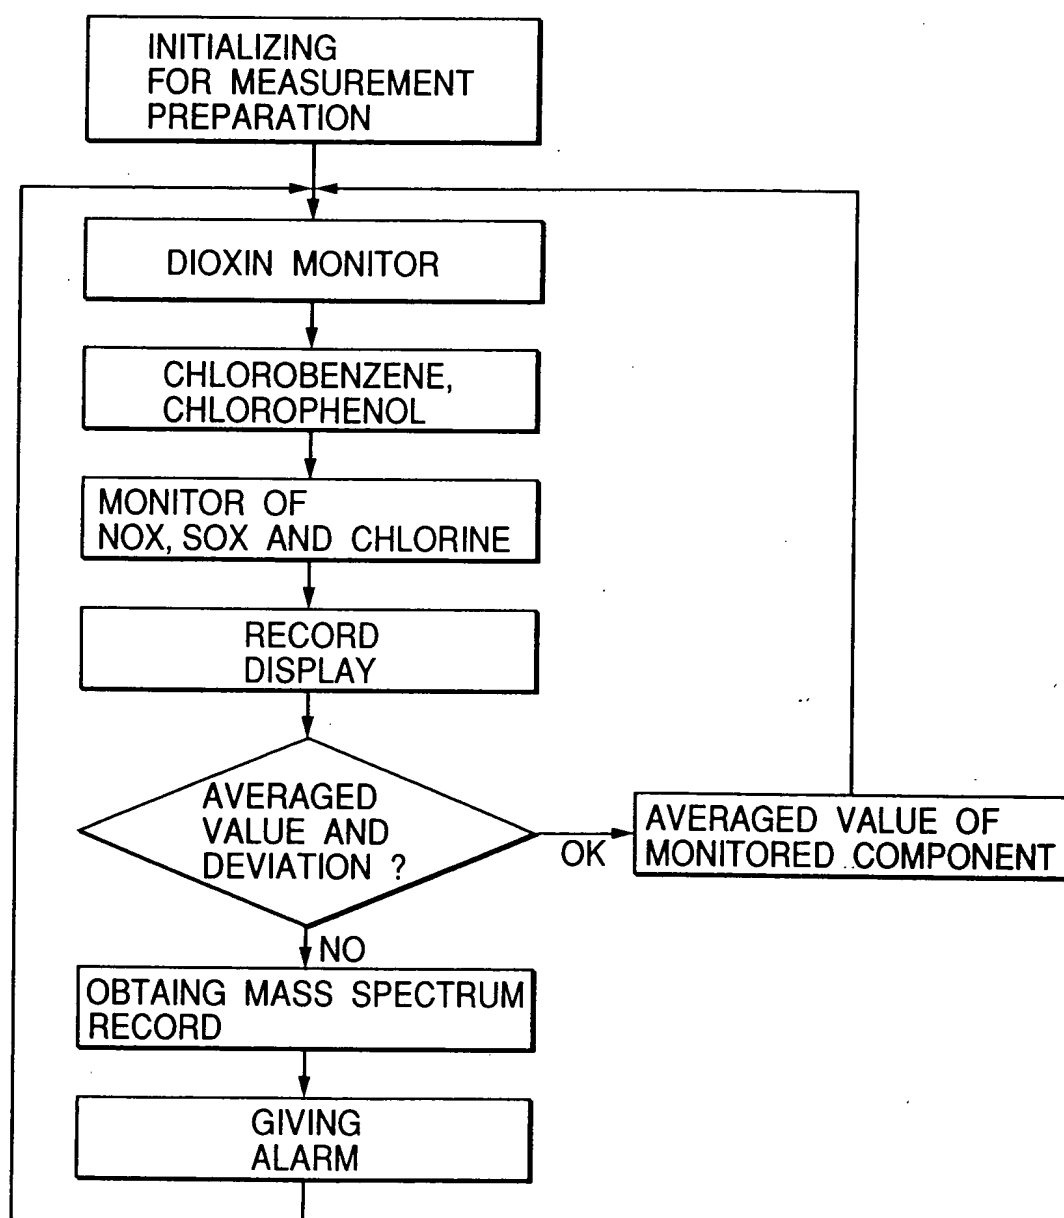 INITIALIZING
FOR MEASUREMENT
PREPARATION
DIOXIN MONITOR
CHLOROBENZENE,
CHLOROPHENOL
MONITOR OF
NOX, SOX AND CHLORINE
RECORD
DISPLAY
AVERAGED
VALUE AND
DEVIATION ?
OK
AVERAGED VALUE OF
MONITORED COMPONENT
NO
OBTAING MASS SPECTRUM
RECORD
GIVING
ALARM